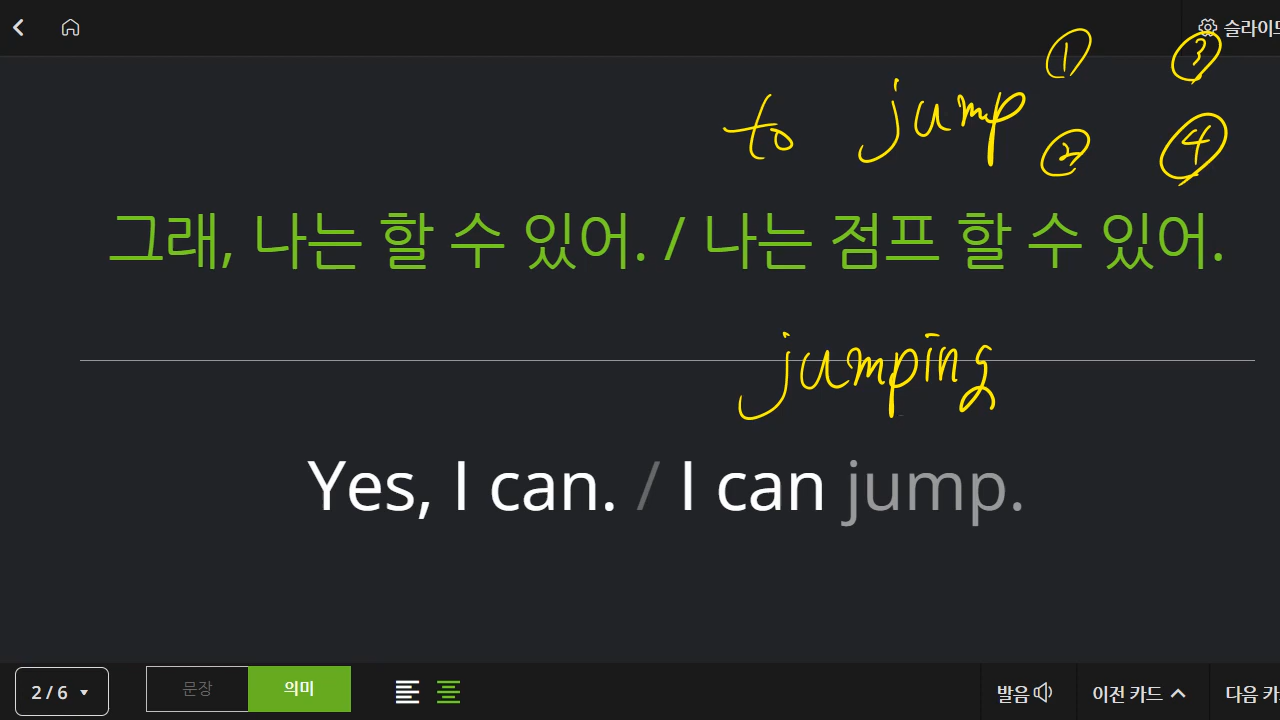 슬라이드
① ③
to jump
② ④
그래, 나는 할 수 있어. / 나는 점프 할 수 있어.
jumping
Yes, I can. / I can jump.
2 / 6 문장 의미 발음 이전 카드 다음 카